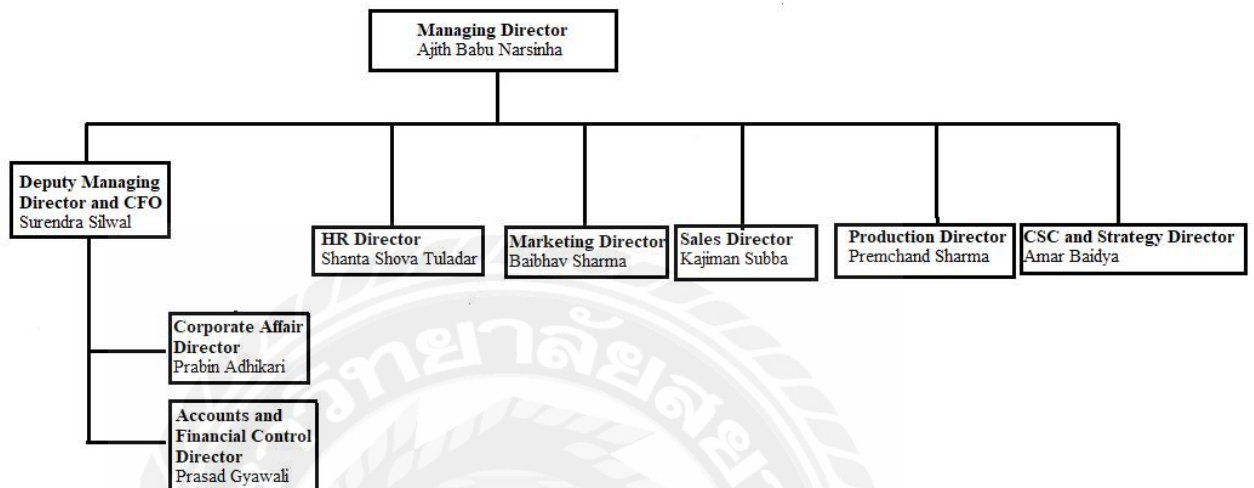 Managing Director
Ajith Babu Narsinha
Deputy Managing
Director and CFO
Surendra Silwal
HR Director
Shanta Shova Tuladar
Marketing Director
Baibhav Sharma
Sales Director
Kajiman Subba
Production Director
Premchand Sharma
CSC and Strategy Director
Amar Baidya
Corporate Affair
Director
Prabin Adhikari
Accounts and
Financial Control
Director
Prasad Gyawali